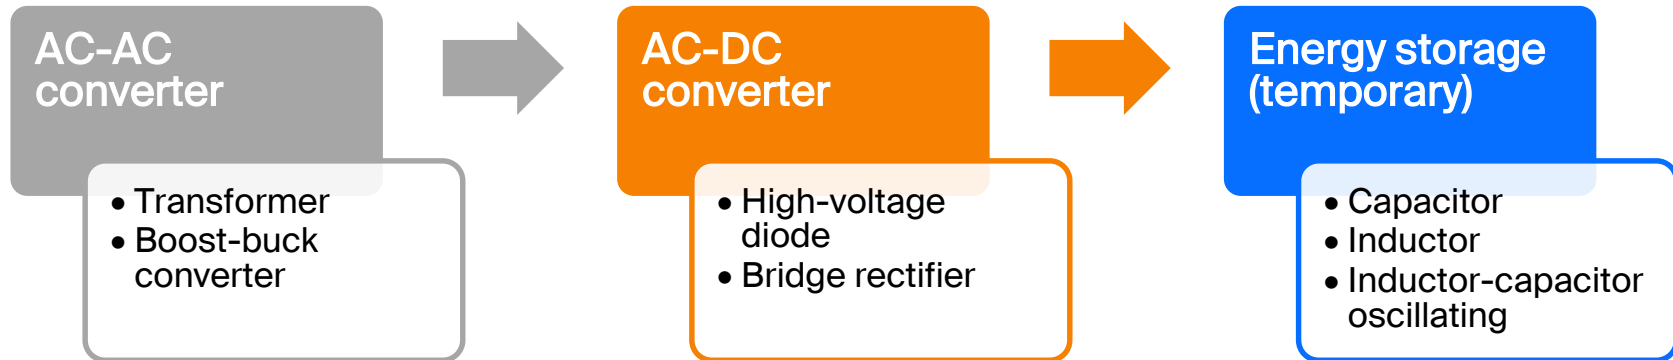 AC-AC
converter
• Transformer
• Boost-buck
converter
AC-DC
converter
• High-voltage
diode
• Bridge rectifier
Energy storage
(temporary)
• Capacitor
• Inductor
• Inductor-capacitor
oscillating